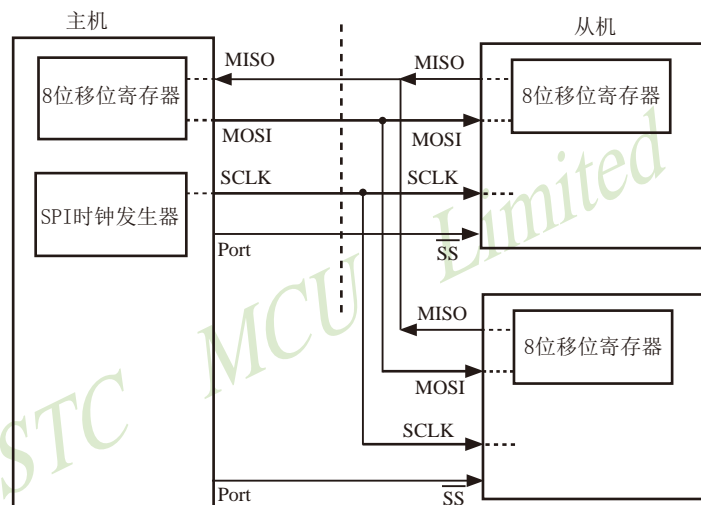 主机
从机
MISO
MISO
8位移位寄存器
8位移位寄存器
MOSI
MOSI
SCLK
SCLK
SPI时钟发生器
Port
SS
MISO
8位移位寄存器
MOSI
SCLK
Port
SS
STC MCU Limited